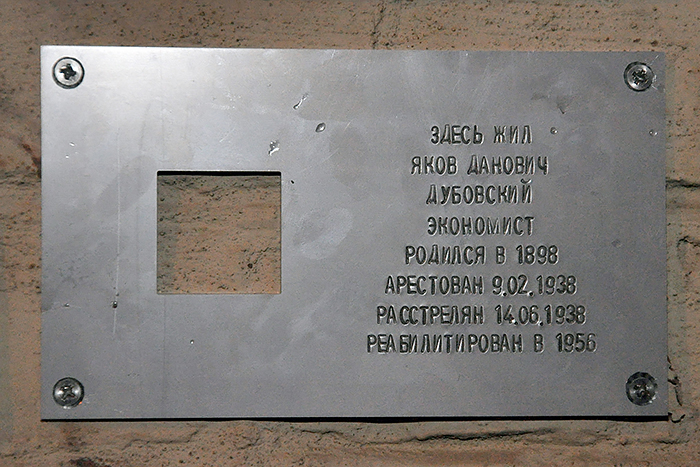 ЗДЕСЬ ЖИЛ
ЯКОВ ДАНОВИЧ
ДУБОВСКИЙ
ЭКОНОМИСТ
РОДИЛСЯ В 1898
АРЕСТОВАН 9.02.1938
РАССТРЕЛЯН 14.06.1938
РЕАБИЛИТИРОВАН В 1956